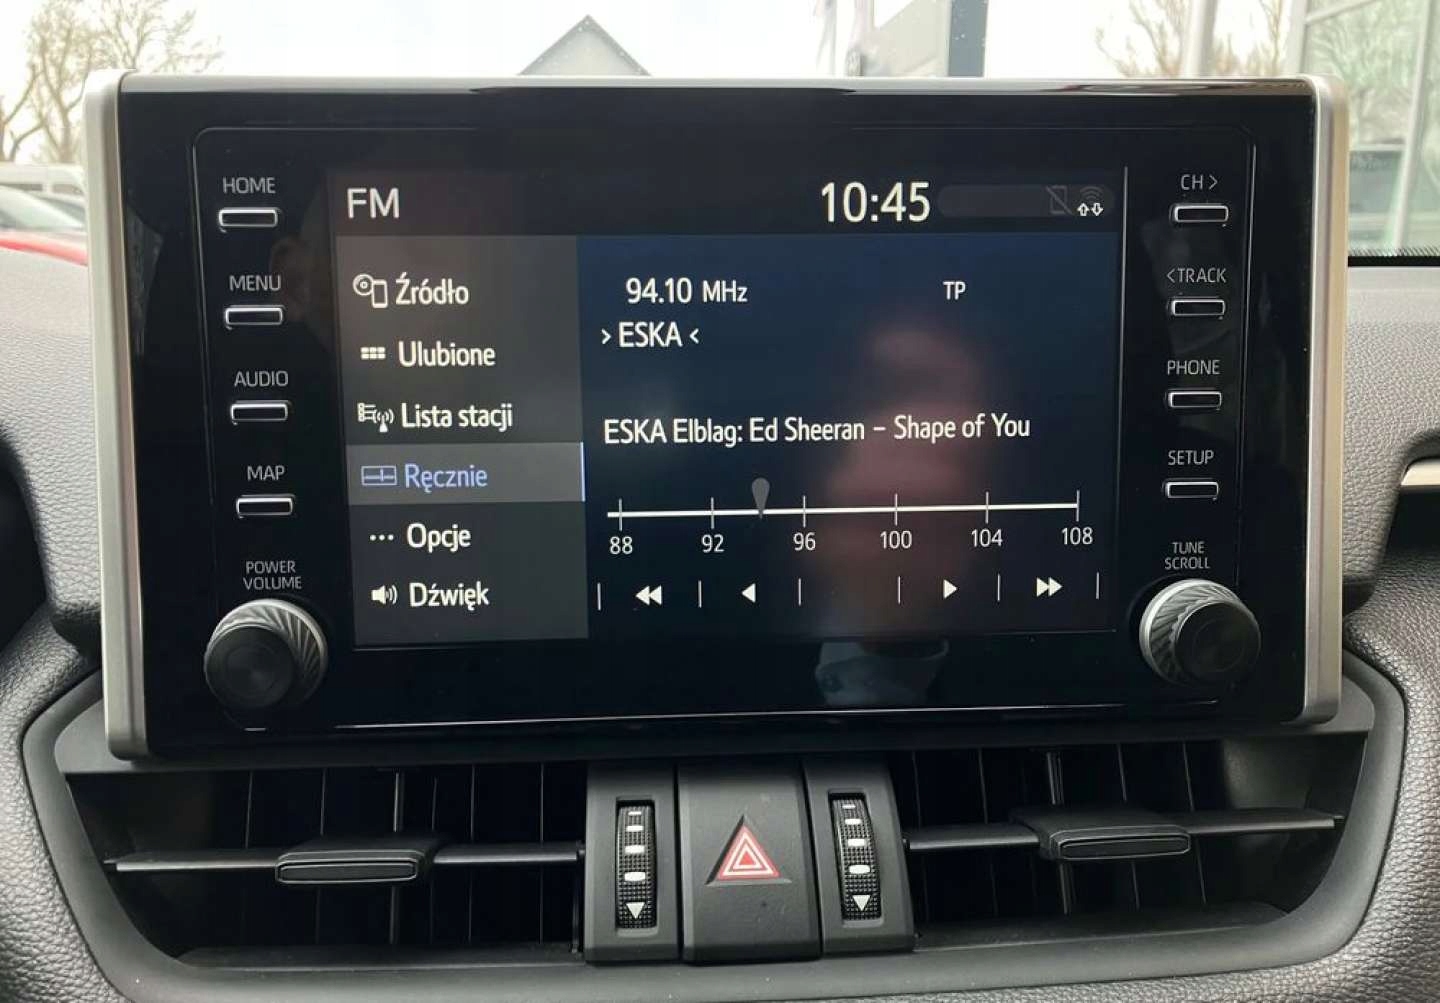 HOME
MENU
AUDIO
MAP
POWER
VOLUME
FM
10:45
Źródło
Ulubione
Lista stacji
Ręcznie
Opcje
Dźwięk
94.10 MHz
TP
› ESKA ‹
ESKA Elblag: Ed Sheeran – Shape of You
88 92 96 100 104 108
CH >
< TRACK
PHONE
SETUP
TUNE
SCROLL